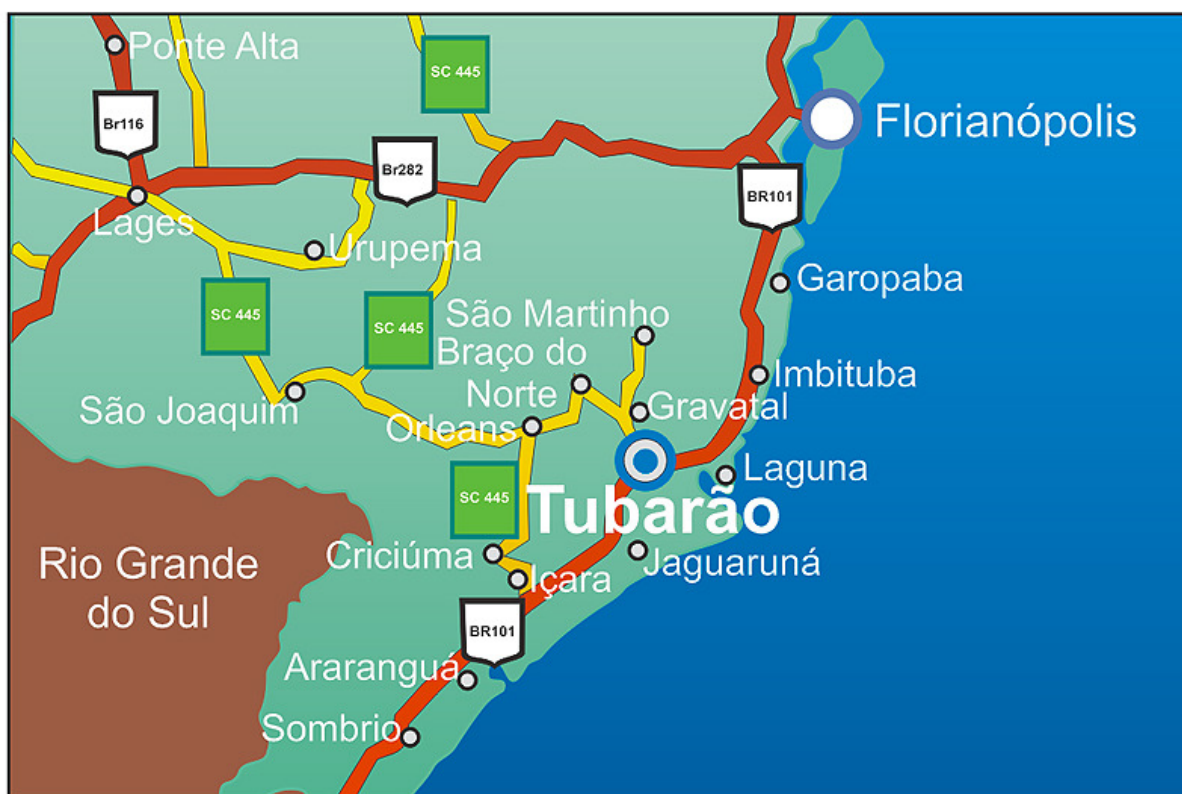 Ponte Alta
SC 445
Br116
Florianópolis
Br282
BR101
Lages
Urupema
Garopaba
SC 445
SC 445
São Martinho
Braço do
Norte
Imbituba
São Joaquim
Orleans
Gravatal
Laguna
SC 445
Tubarão
Criciúma
Jaguaruná
Içara
Rio Grande
do Sul
BR101
Araranguá
Sombrio